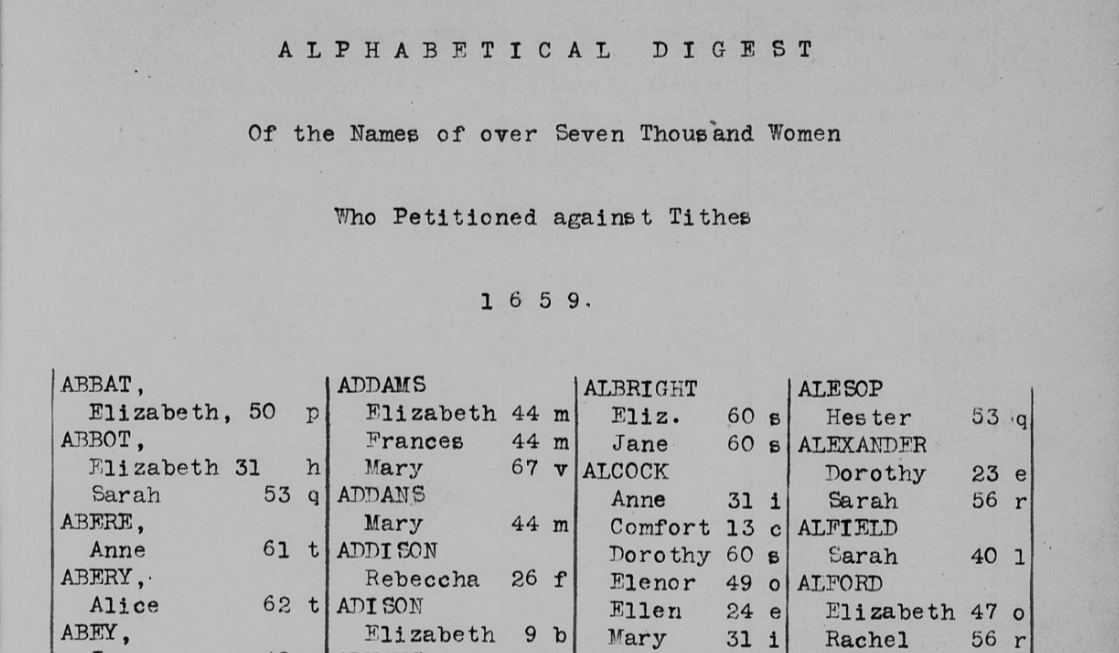 ALPHABETICAL DIGEST
Of the Names of over Seven Thousand Women
Who Petitioned against Tithes
1659.
ABBAT,
Elizabeth, 50 p
ABBOT,
Elizabeth 31 h
Sarah 53 q
ABERE,
Anne 61 t
ABERY,
Alice 62 t
ABEY,
ADDAMS
Elizabeth 44 m
Frances 44 m
Mary 67 v
ADDANS
Mary 44 m
ADDISON
Rebeccha 26 f
ADISON
Elizabeth 9 b
ALBRIGHT
Eliz. 60 s
Jane 60 s
ALCOCK
Anne 31 i
Comfort 13 c
Dorothy 60 s
Elenor 49 o
Ellen 24 e
Mary 31 i
ALESOP
Hester 53 q
ALEXANDER
Dorothy 23 e
Sarah 56 r
ALFIELD
Sarah 40 l
ALFORD
Elizabeth 47 o
Rachel 56 r